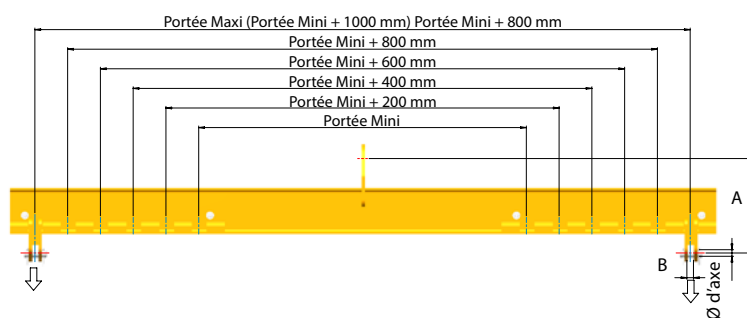 Portée Maxi (Portée Mini + 1000 mm) Portée Mini + 800 mm
Portée Mini + 800 mm
Portée Mini + 600 mm
Portée Mini + 400 mm
Portée Mini + 200 mm
Portée Mini
A
B
Ø d'axe